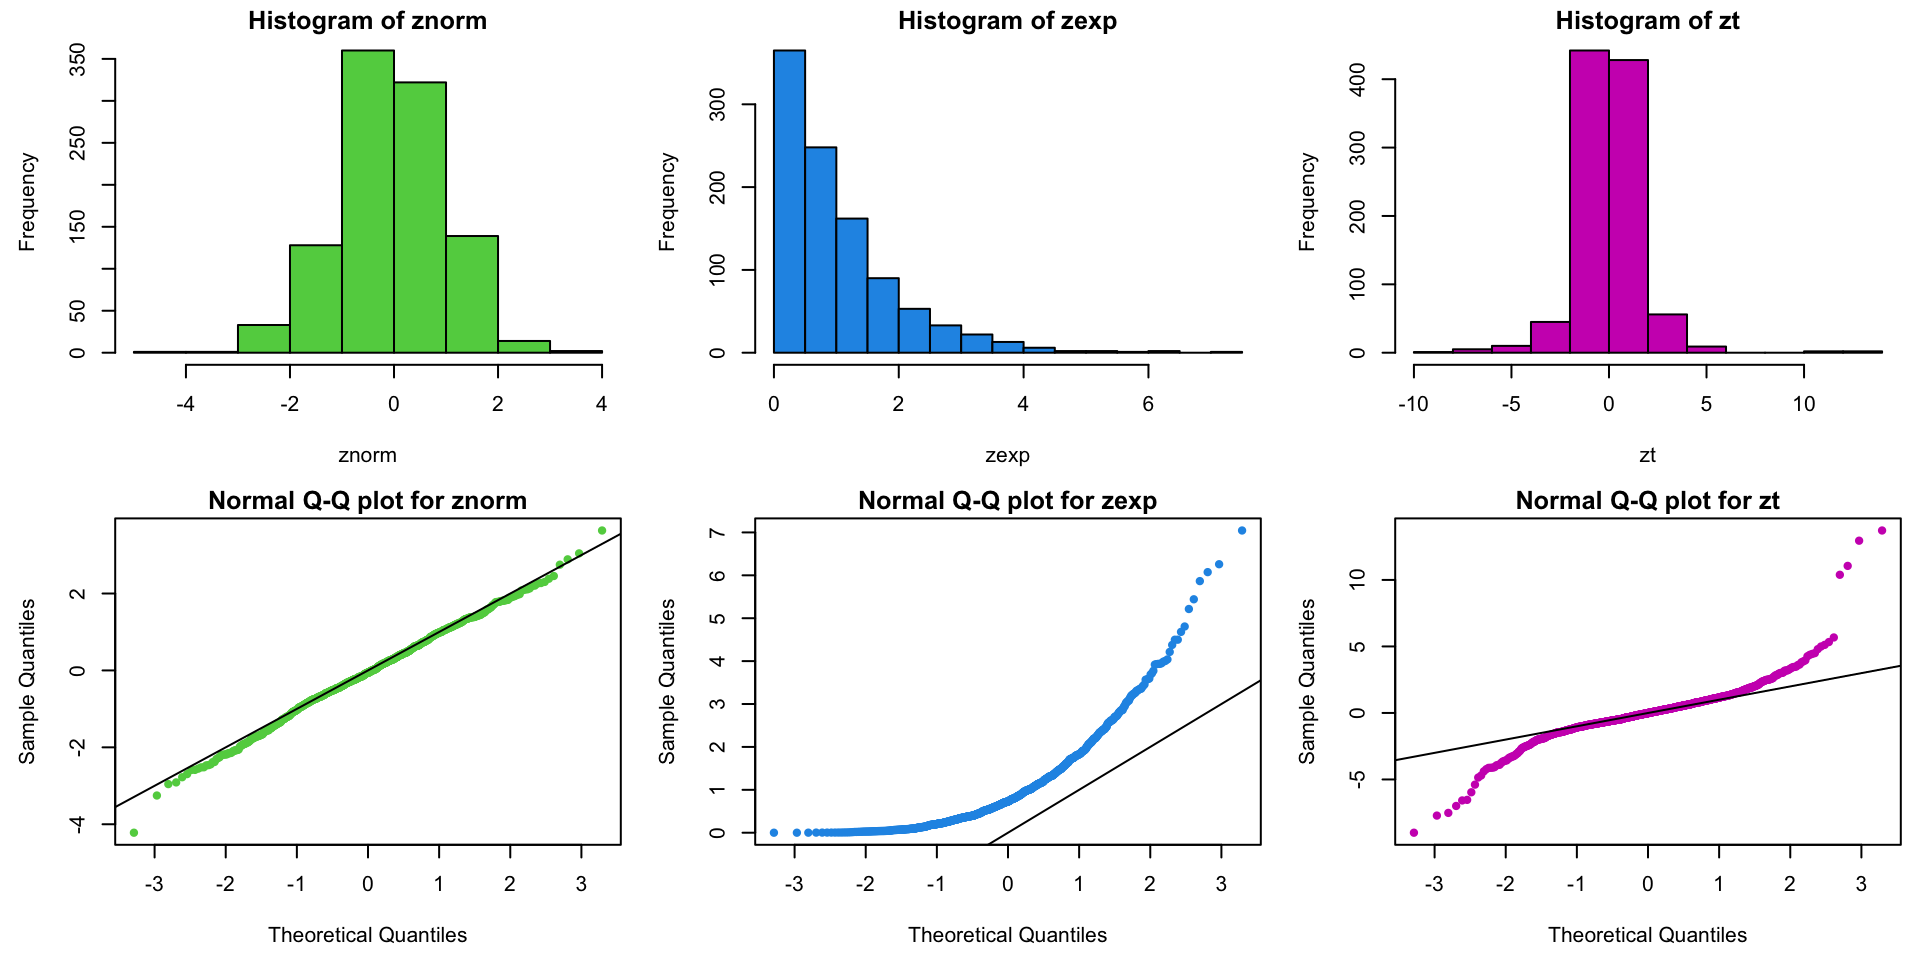 Histogram of znorm
Frequency
350
250
150
50
0
-4 -2 0 2 4
znorm
Histogram of zexp
Frequency
300
200
100
0
0 2 4 6
zexp
Histogram of zt
Frequency
400
300
200
100
0
-10 -5 0 5 10
zt
Normal Q-Q plot for znorm
Sample Quantiles
2
0
-2
-4
-3 -2 -1 0 1 2 3
Theoretical Quantiles
Normal Q-Q plot for zexp
Sample Quantiles
7
6
5
4
3
2
1
0
-3 -2 -1 0 1 2 3
Theoretical Quantiles
Normal Q-Q plot for zt
Sample Quantiles
10
5
0
-5
-3 -2 -1 0 1 2 3
Theoretical Quantiles